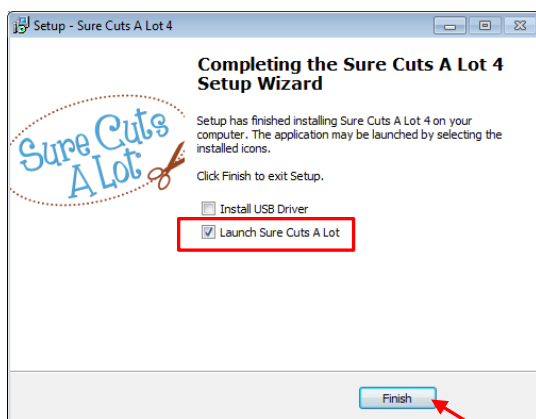 Setup - Sure Cuts A Lot 4
Completing the Sure Cuts A Lot 4
Setup Wizard
Setup has finished installing Sure Cuts A Lot 4 on your
computer. The application may be launched by selecting the
installed icons.
Click Finish to exit Setup.
Sure Cuts
A Lot
Install USB Driver
Launch Sure Cuts A Lot
Finish